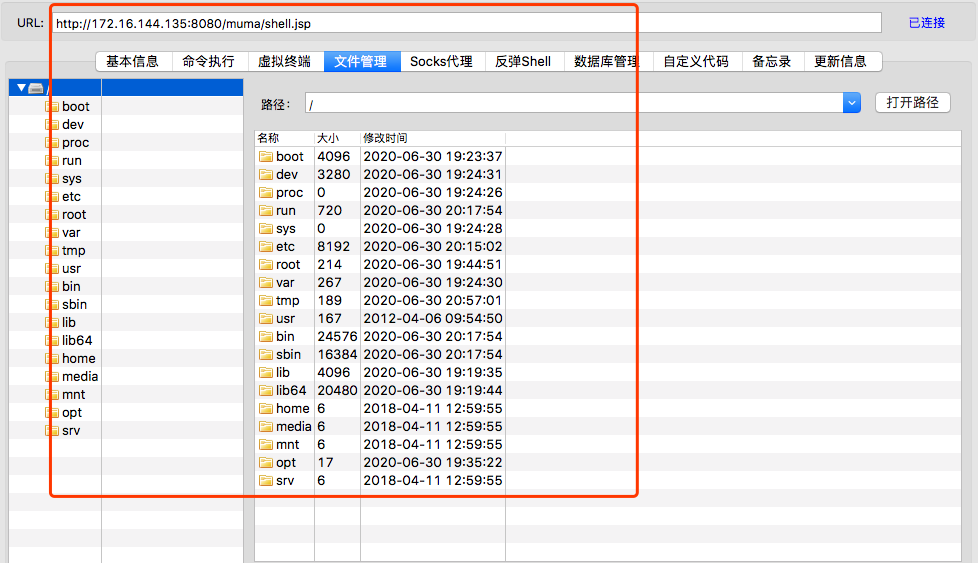 URL: http://172.16.144.135:8080/muma/shell.jsp 已连接
基本信息 命令执行 虚拟终端 文件管理 Socks代理 反弹Shell 数据库管理 自定义代码 备忘录 更新信息
/
boot
dev
proc
run
sys
etc
root
var
tmp
usr
bin
sbin
lib
lib64
home
media
mnt
opt
srv
路径： / 打开路径
名称 大小 修改时间
boot 4096 2020-06-30 19:23:37
dev 3280 2020-06-30 19:24:31
proc 0 2020-06-30 19:24:26
run 720 2020-06-30 20:17:54
sys 0 2020-06-30 19:24:28
etc 8192 2020-06-30 20:15:02
root 214 2020-06-30 19:44:51
var 267 2020-06-30 19:24:30
tmp 189 2020-06-30 20:57:01
usr 167 2012-04-06 09:54:50
bin 24576 2020-06-30 20:17:54
sbin 16384 2020-06-30 20:17:54
lib 4096 2020-06-30 19:19:35
lib64 20480 2020-06-30 19:19:44
home 6 2018-04-11 12:59:55
media 6 2018-04-11 12:59:55
mnt 6 2018-04-11 12:59:55
opt 17 2020-06-30 19:35:22
srv 6 2018-04-11 12:59:55